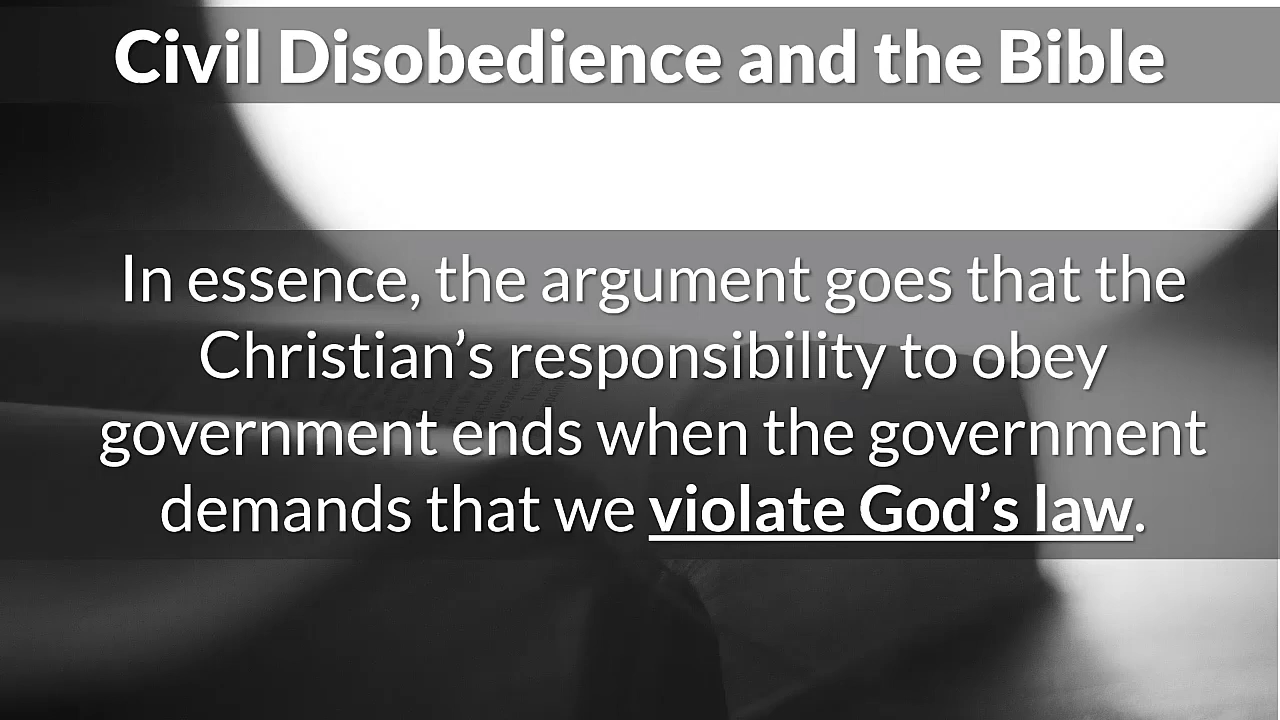 Civil Disobedience and the Bible
In essence, the argument goes that the
Christian’s responsibility to obey
government ends when the government
demands that we violate God’s law.